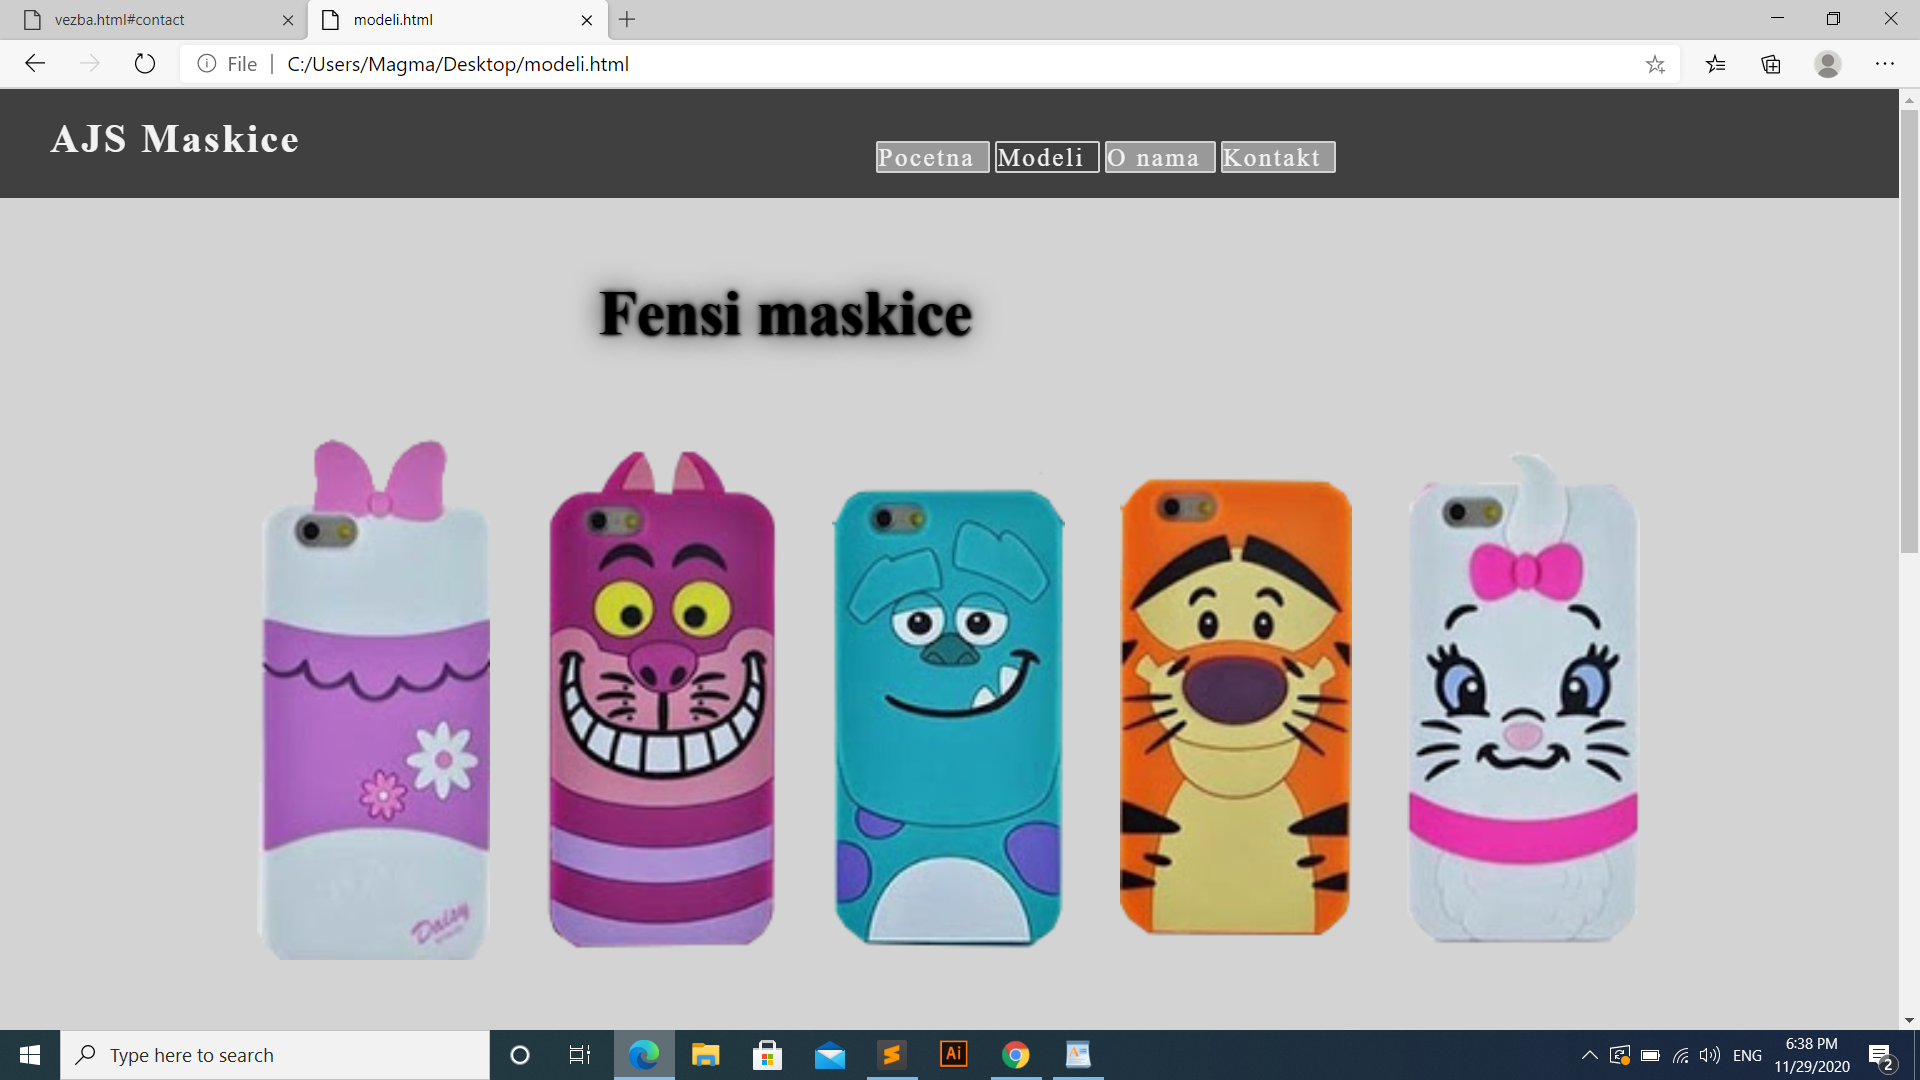 vezba.html#contact
modeli.html
File
C:/Users/Magma/Desktop/modeli.html
AJS Maskice
Pocetna Modeli O nama Kontakt
Fensi maskice
Daisy
Type here to search
Ai
ENG
6:38 PM
11/29/2020
2